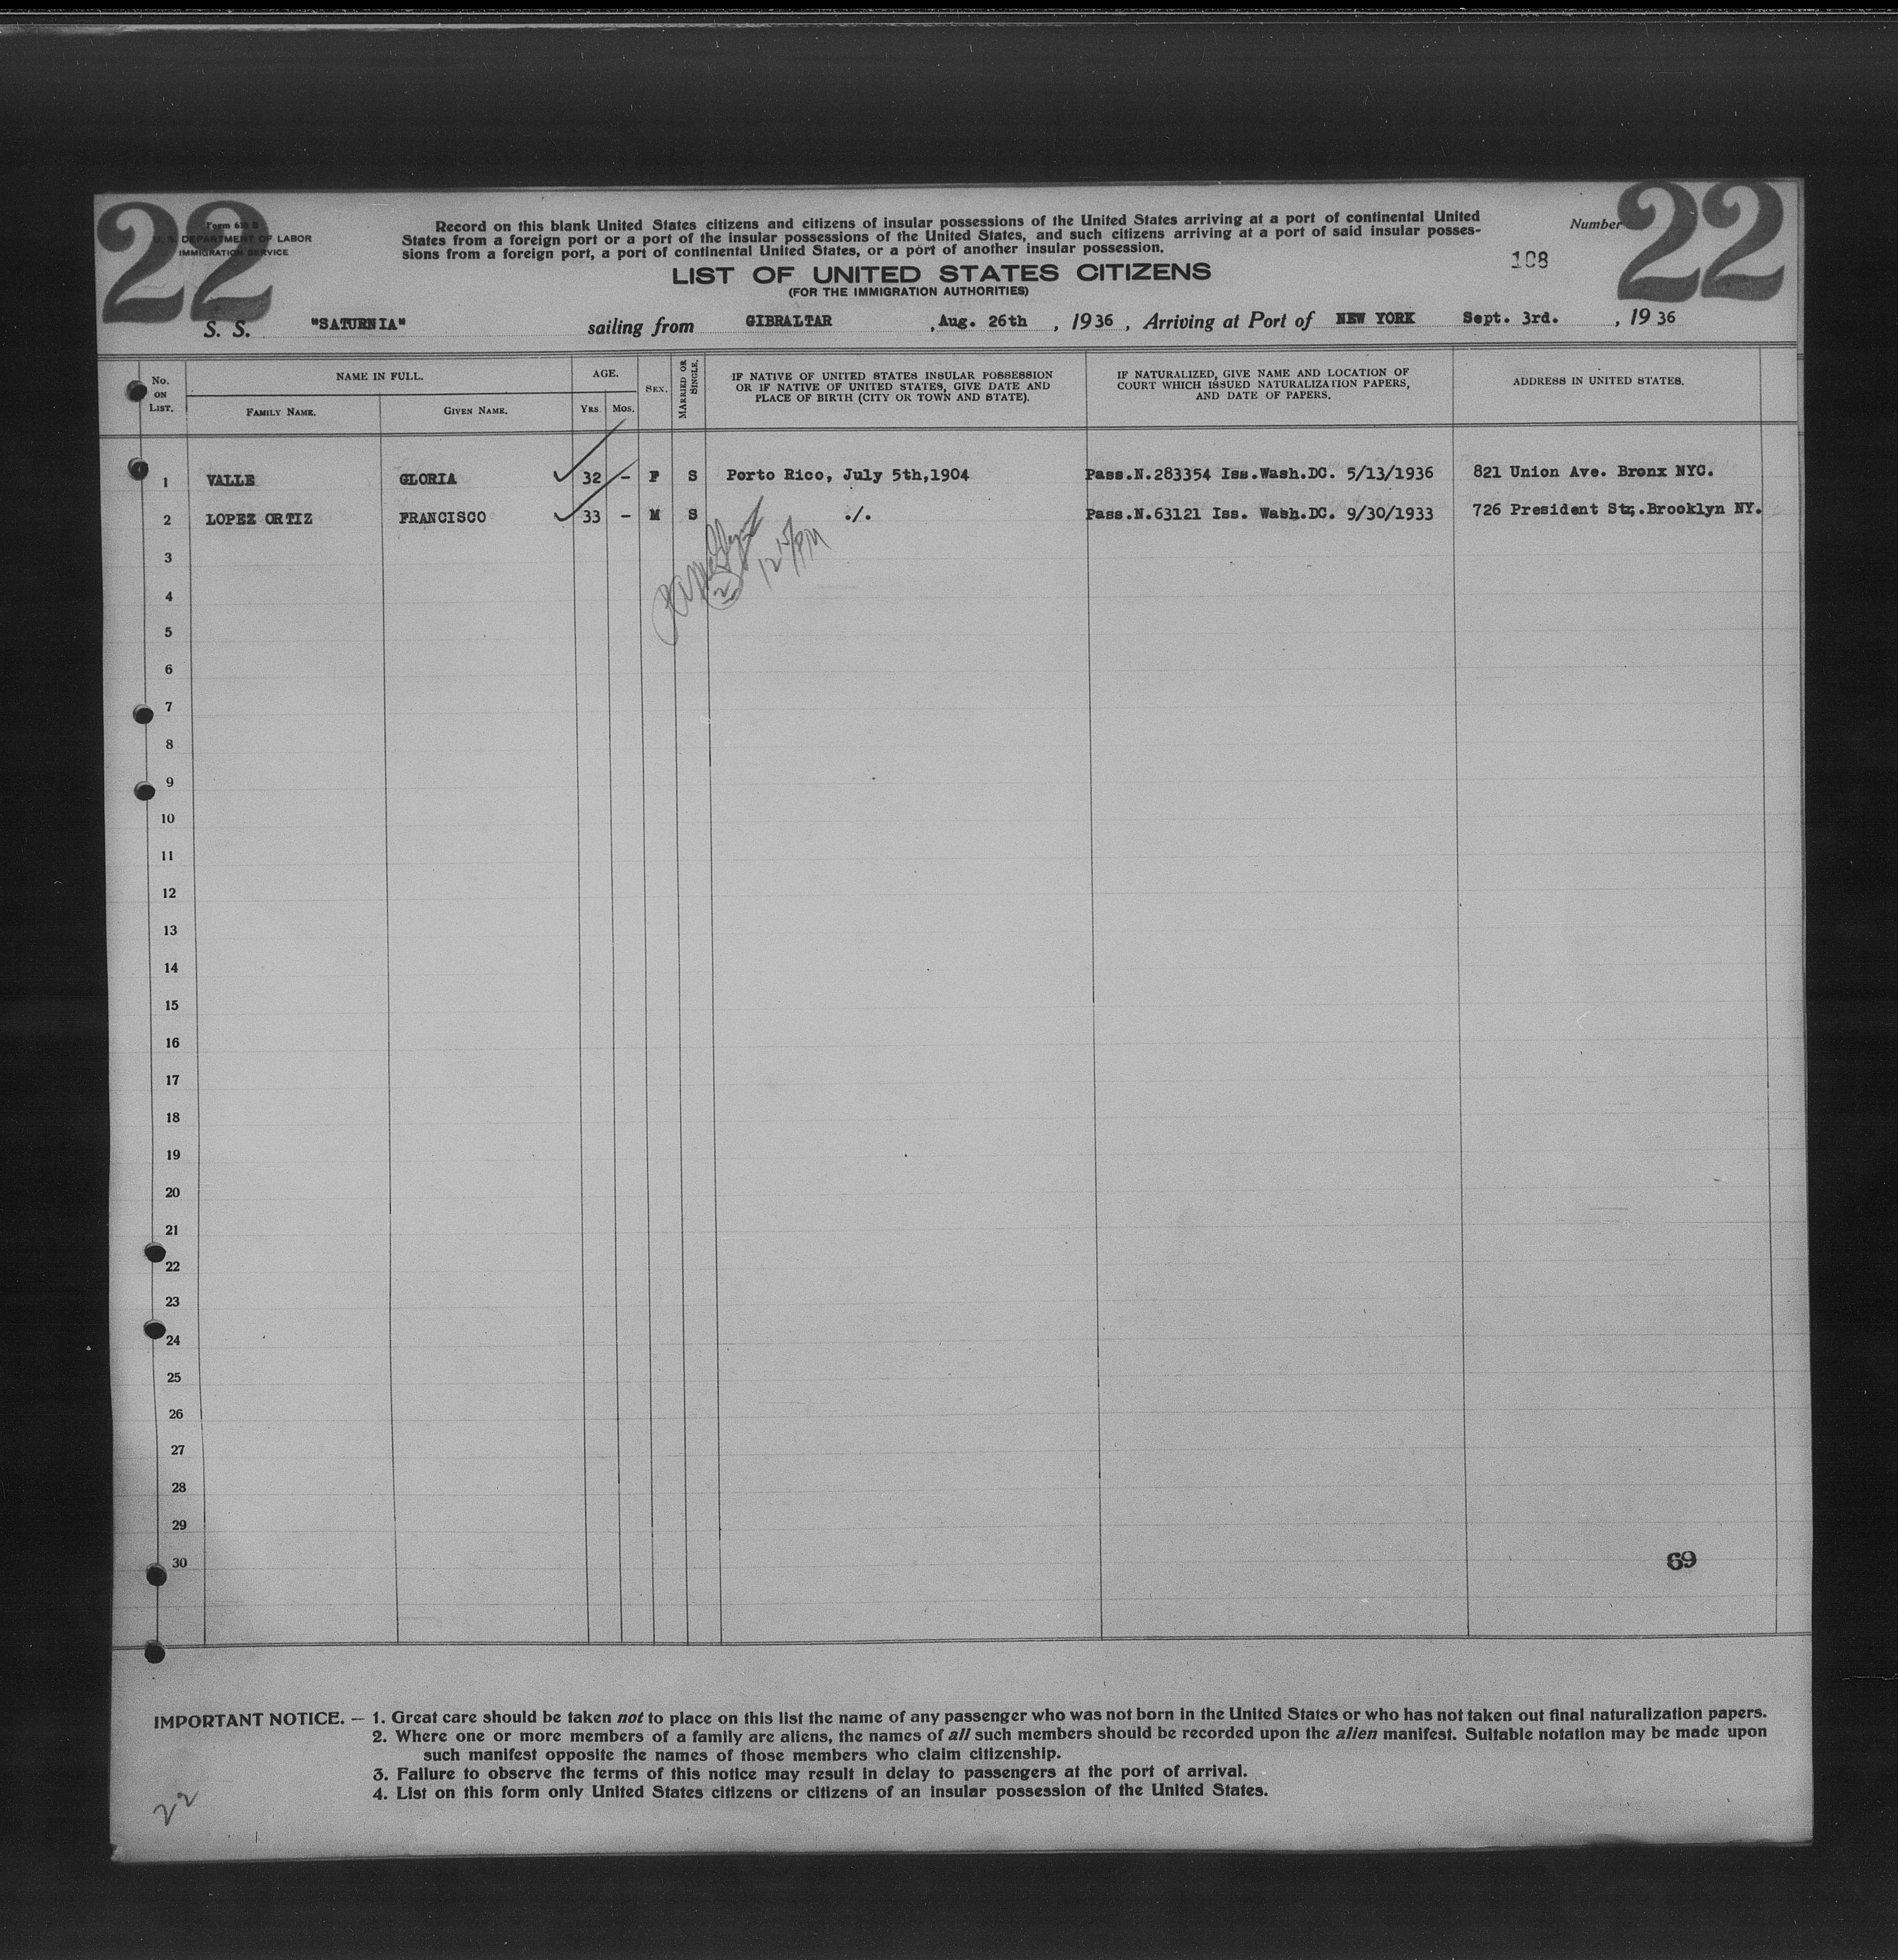 22
Form 630 B
U. S. DEPARTMENT OF LABOR
IMMIGRATION SERVICE
Record on this blank United States citizens and citizens of insular possessions of the United States arriving at a port of continental United
States from a foreign port or a port of the insular possessions of the United States, and such citizens arriving at a port of said insular posses-
sions from a foreign port, a port of continental United States, or a port of another insular possession.
Number 22
108
LIST OF UNITED STATES CITIZENS
(FOR THE IMMIGRATION AUTHORITIES)
S. S. "SATURNIA" sailing from GIBRALTAR , Aug. 26th , 1936 , Arriving at Port of NEW YORK Sept. 3rd. , 1936
No. ON LIST.
NAME IN FULL.
FAMILY NAME.
GIVEN NAME.
AGE.
YRS.
MOS.
SEX.
MARRIED OR SINGLE.
IF NATIVE OF UNITED STATES INSULAR POSSESSION
OR IF NATIVE OF UNITED STATES, GIVE DATE AND
PLACE OF BIRTH (CITY OR TOWN AND STATE).
IF NATURALIZED, GIVE NAME AND LOCATION OF
COURT WHICH ISSUED NATURALIZATION PAPERS,
AND DATE OF PAPERS.
ADDRESS IN UNITED STATES.
1 VALLE GLORIA 32 - F S Porto Rico, July 5th,1904 Pass.N.283354 Iss.Wash.DC. 5/13/1936 821 Union Ave. Bronx NYC.
2 LOPEZ ORTIZ FRANCISCO 33 - M S ./. Pass.N.63121 Iss. Wash.DC. 9/30/1933 726 President Str.Brooklyn NY.
2
12 15/PM
3
4
5
6
7
8
9
10
11
12
13
14
15
16
17
18
19
20
21
22
23
24
25
26
27
28
29
30
69
IMPORTANT NOTICE. — 1. Great care should be taken not to place on this list the name of any passenger who was not born in the United States or who has not taken out final naturalization papers.
2. Where one or more members of a family are aliens, the names of all such members should be recorded upon the alien manifest. Suitable notation may be made upon
such manifest opposite the names of those members who claim citizenship.
3. Failure to observe the terms of this notice may result in delay to passengers at the port of arrival.
4. List on this form only United States citizens or citizens of an insular possession of the United States.
22